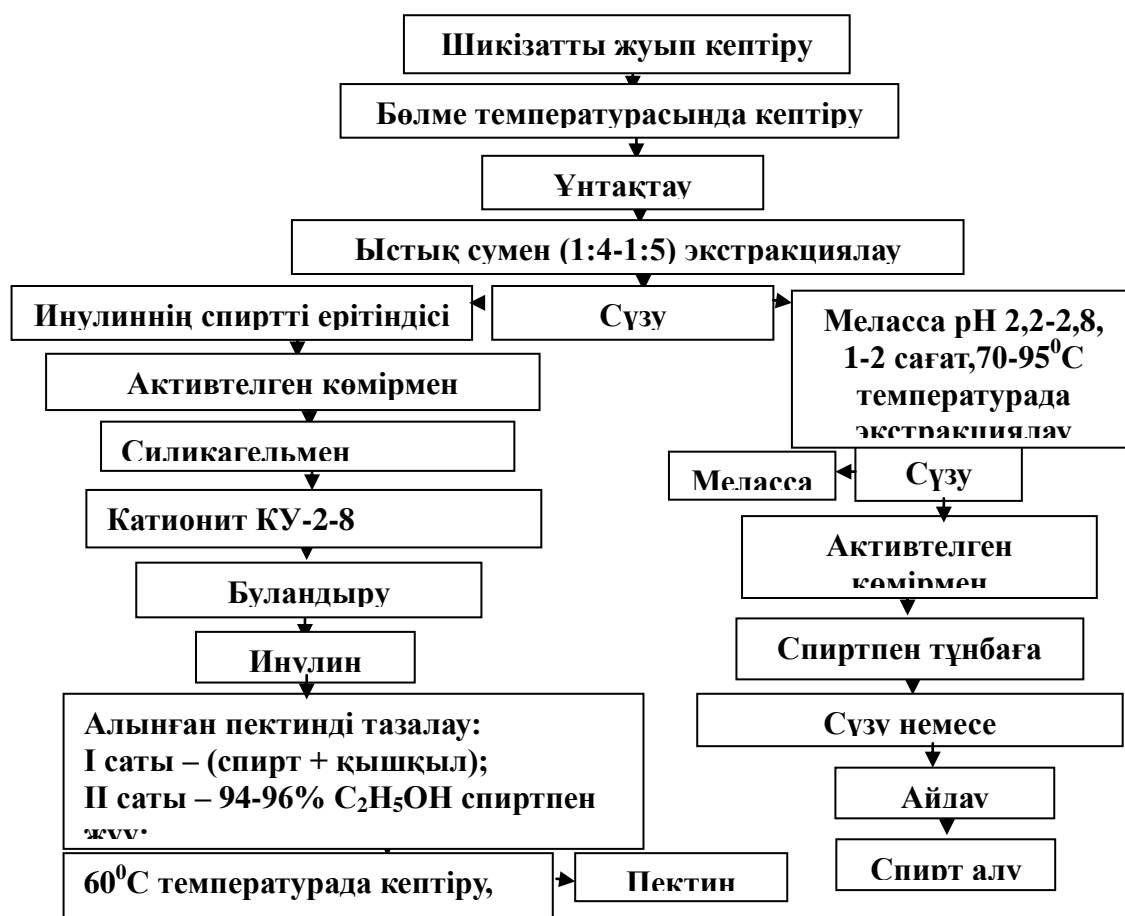 Шикізатты жуып кептіру
Бөлме температурасында кептіру
Ұнтақтау
Ыстық сумен (1:4-1:5) экстракциялау
Инулиннің спиртті ерітіндісі
Сүзу
Меласса рН 2,2-2,8,
1-2 сағат,70-95⁰С
температурада
экстракциялау
Активтелген көмірмен
Силикагельмен
Катионит КУ-2-8
Буландыру
Инулин
Меласса
Сүзу
Активтелген
көмірмен
Спиртпен тұнбаға
Сүзу немесе
Айдау
Спирт алу
Алынған пектинді тазалау:
I саты – (спирт + қышқыл);
II саты – 94-96% C₂H₅OH спиртпен
жуу;
60⁰С температурада кептіру,
Пектин